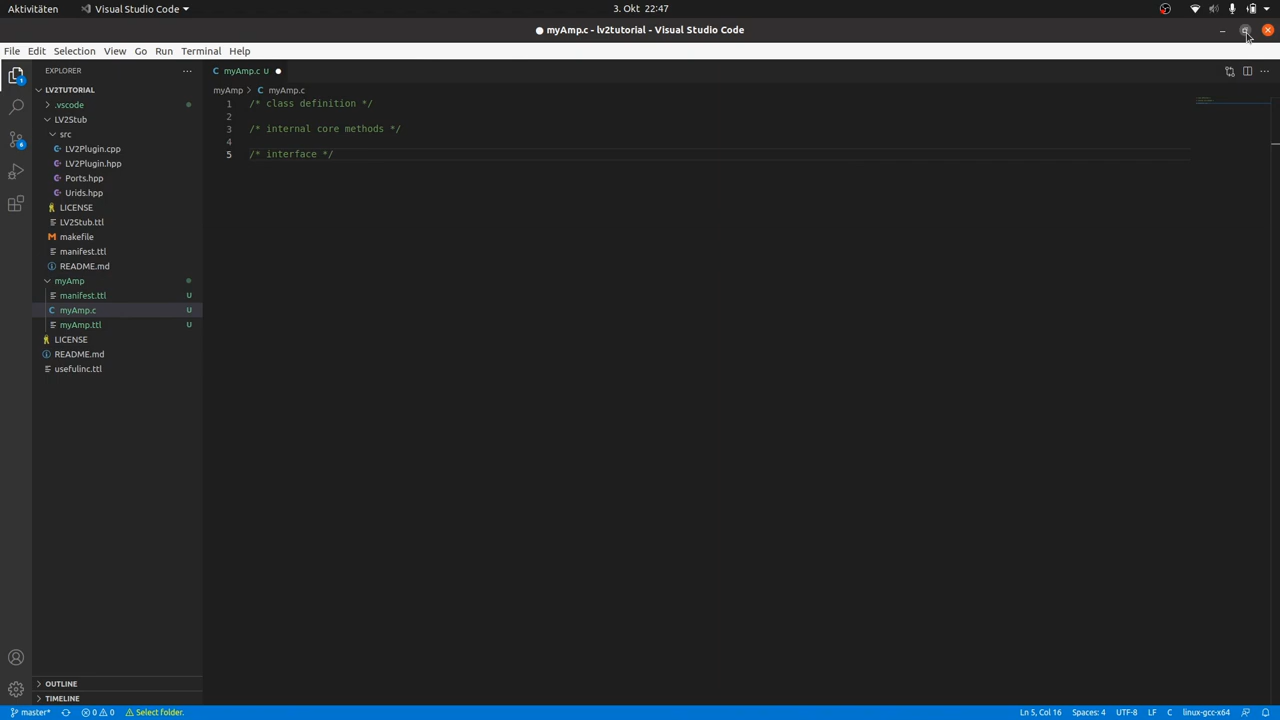 Aktivitäten Visual Studio Code 3. Okt 22:47
myAmp.c - lv2tutorial - Visual Studio Code
File Edit Selection View Go Run Terminal Help
EXPLORER
LV2TUTORIAL
.vscode
LV2Stub
src
LV2Plugin.cpp
LV2Plugin.hpp
Ports.hpp
Urids.hpp
LICENSE
LV2Stub.ttl
makefile
manifest.ttl
README.md
myAmp
manifest.ttl U
myAmp.c U
myAmp.ttl U
LICENSE
README.md
usefulinc.ttl
OUTLINE
TIMELINE
1
6
C myAmp.c U
myAmp > C myAmp.c
1 /* class definition */
2
3 /* internal core methods */
4
5 /* interface */
master* 0 0 Select folder. Ln 5, Col 16 Spaces: 4 UTF-8 LF C linux-gcc-x64